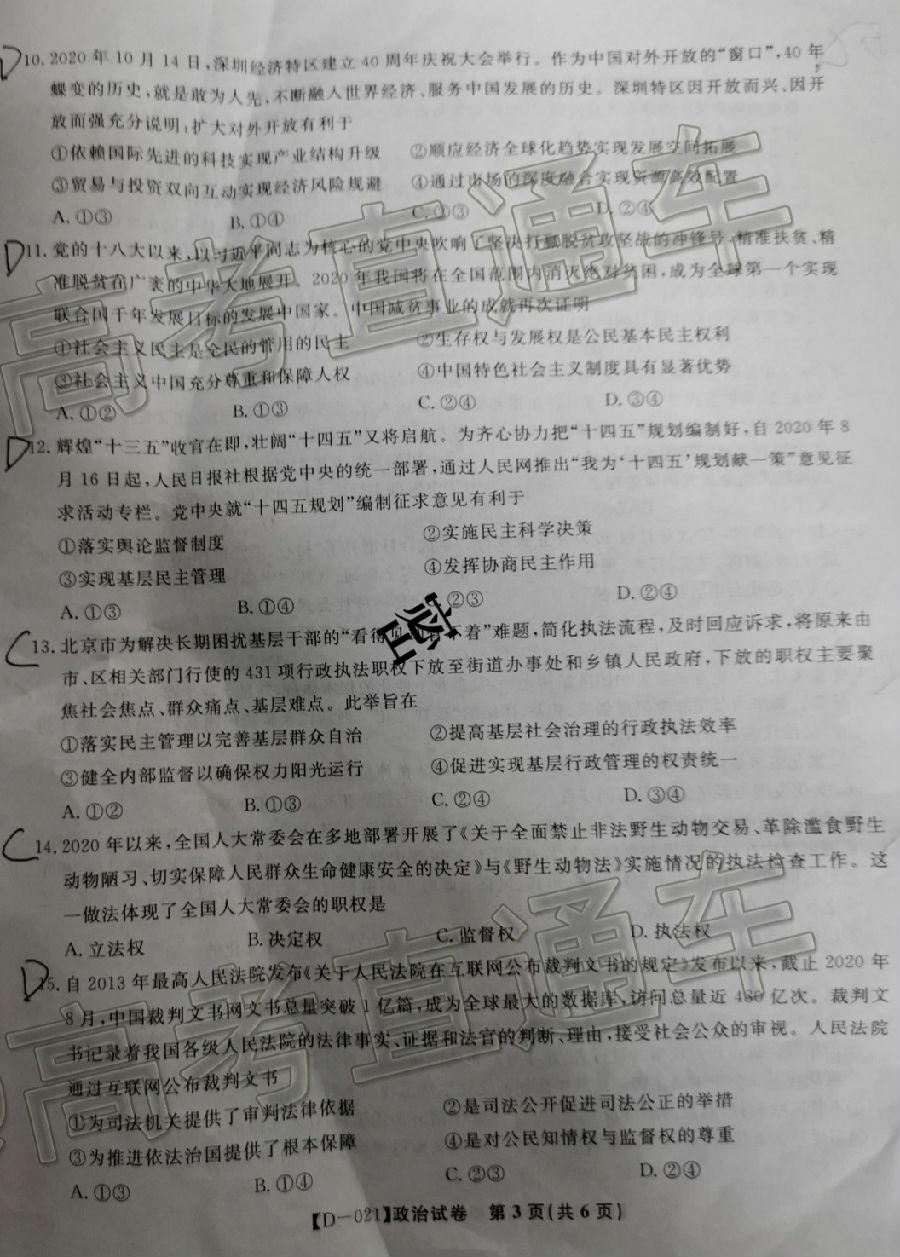 D10. 2020 年 10 月 14 日，深圳经济特区建立 40 周年庆祝大会举行。作为中国对外开放的“窗口”，40 年
蝶变的历史，就是敢为人先，不断融入世界经济、服务中国发展的历史。深圳特区因开放而兴、因开
放而强充分说明，扩大对外开放有利于
①依赖国际先进的科技实现产业结构升级 ②顺应经济全球化趋势实现发展空间拓展
③贸易与投资双向互动实现经济风险规避 ④通过市场的深度融合实现资源高效配置
A. ①③ B. ①④ C. ②③ D. ②④
D11. 党的十八大以来，以习近平同志为核心的党中央吹响了坚决打赢脱贫攻坚战的冲锋号，精准扶贫、精
准脱贫在广袤的中华大地展开。2020 年我国将在全国范围内消灭绝对贫困，成为全球第一个实现
联合国千年发展目标的发展中国家。中国减贫事业的成就再次证明
①社会主义民主是全民的管用的民主 ②生存权与发展权是公民基本民主权利
③社会主义中国充分尊重和保障人权 ④中国特色社会主义制度具有显著优势
A. ①② B. ①③ C. ②④ D. ③④
D12. 辉煌“十三五”收官在即，壮阔“十四五”又将启航。为齐心协力把“十四五”规划编制好，自 2020 年 8
月 16 日起，人民日报社根据党中央的统一部署，通过人民网推出“我为‘十四五’规划献一策”意见征
求活动专栏。党中央就“十四五规划”编制征求意见有利于
①落实舆论监督制度 ②实施民主科学决策
③实现基层民主管理 ④发挥协商民主作用
A. ①③ B. ①④ ②③ D. ②④
密
C13. 北京市为解决长期困扰基层干部的“看得见 着”难题，简化执法流程，及时回应诉求，将原来由
市、区相关部门行使的 431 项行政执法职权下放至街道办事处和乡镇人民政府，下放的职权主要聚
焦社会焦点、群众痛点、基层难点。此举旨在
①落实民主管理以完善基层群众自治 ②提高基层社会治理的行政执法效率
③健全内部监督以确保权力阳光运行 ④促进实现基层行政管理的权责统一
A. ①② B. ①③ C. ②④ D. ③④
C14. 2020 年以来，全国人大常委会在多地部署开展了《关于全面禁止非法野生动物交易、革除滥食野生
动物陋习、切实保障人民群众生命健康安全的决定》与《野生动物法》实施情况的执法检查工作。这
一做法体现了全国人大常委会的职权是
A. 立法权 B. 决定权 C. 监督权 D. 执法权
D15. 自 2013 年最高人民法院发布《关于人民法院在互联网公布裁判文书的规定》发布以来，截止 2020 年
8 月，中国裁判文书网文书总量突破 1 亿篇，成为全球最大的数据库，访问总量近 480 亿次。裁判文
书记录着我国各级人民法院的法律事实、证据和法官的判断、理由，接受社会公众的审视。人民法院
通过互联网公布裁判文书
①为司法机关提供了审判法律依据 ②是司法公开促进司法公正的举措
③为推进依法治国提供了根本保障 ④是对公民知情权与监督权的尊重
A. ①③ B. ①④ C. ②③ D. ②④
【D－021】政治试卷 第 3 页(共 6 页)
高考直通车
高考直通车